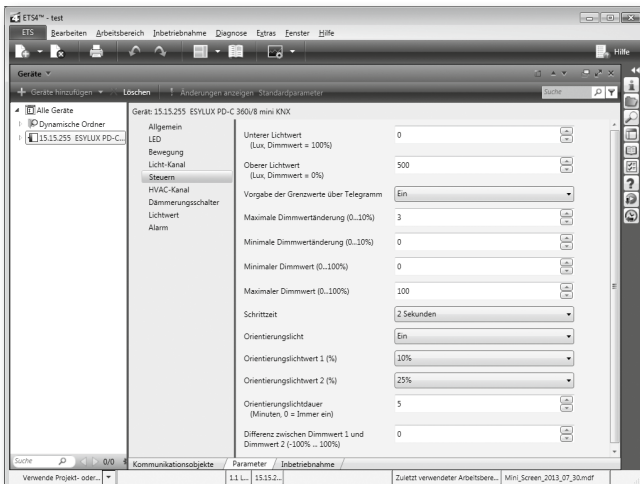 ETS4™ - test
ETS Bearbeiten Arbeitsbereich Inbetriebnahme Diagnose Extras Fenster Hilfe
Hilfe
Geräte
Geräte hinzufügen Löschen ! Änderungen anzeigen Standardparameter Suche
Alle Geräte
Dynamische Ordner
15.15.255 ESYLUX PD-C...
Gerät: 15.15.255 ESYLUX PD-C 360i/8 mini KNX
Allgemein
LED
Bewegung
Licht-Kanal
Steuern
HVAC-Kanal
Dämmerungsschalter
Lichtwert
Alarm
Unterer Lichtwert 0
(Lux, Dimmwert = 100%)
Oberer Lichtwert 500
(Lux, Dimmwert = 0%)
Vorgabe der Grenzwerte über Telegramm Ein
Maximale Dimmwertänderung (0...10%) 3
Minimale Dimmwertänderung (0...10%) 0
Minimaler Dimmwert (0...100%) 0
Maximaler Dimmwert (0...100%) 100
Schrittzeit 2 Sekunden
Orientierungslicht Ein
Orientierungslichtwert 1 (%) 10%
Orientierungslichtwert 2 (%) 25%
Orientierungslichtdauer 5
(Minuten, 0 = Immer ein)
Differenz zwischen Dimmwert 1 und 0
Dimmwert 2 (-100% ... 100%)
Suche 0/0
Kommunikationsobjekte Parameter Inbetriebnahme
Verwende Projekt- oder... 1.1 L... 15.15.2... Zuletzt verwendeter Arbeitsbere... Mini_Screen_2013_07_30.mdf